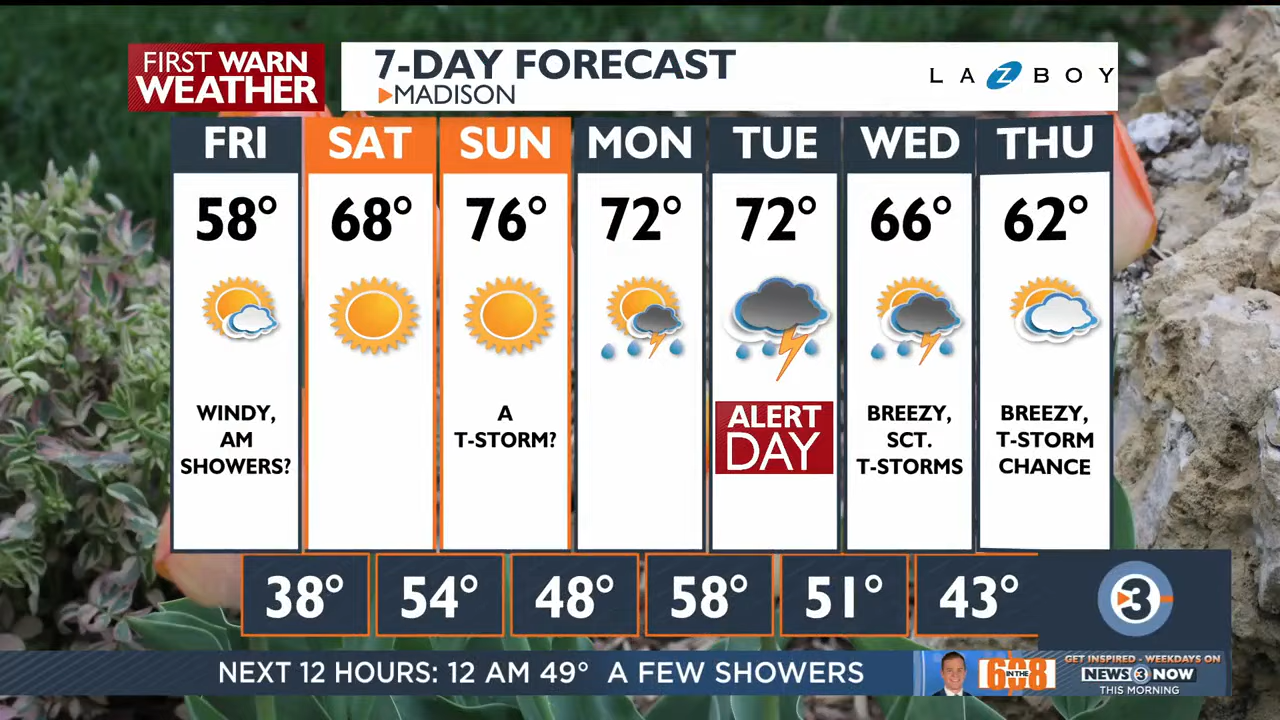 FIRST WARN
WEATHER
7-DAY FORECAST
MADISON
LA Z BOY
FRI
SAT
SUN
MON
TUE
WED
THU
58°
68°
76°
72°
72°
66°
62°
WINDY,
AM
SHOWERS?
A
T-STORM?
ALERT
DAY
BREEZY,
SCT.
T-STORMS
BREEZY,
T-STORM
CHANCE
38°
54°
48°
58°
51°
43°
3
NEXT 12 HOURS: 12 AM 49° A FEW SHOWERS
608
IN THE
GET INSPIRED - WEEKDAYS ON
NEWS 3 NOW
THIS MORNING